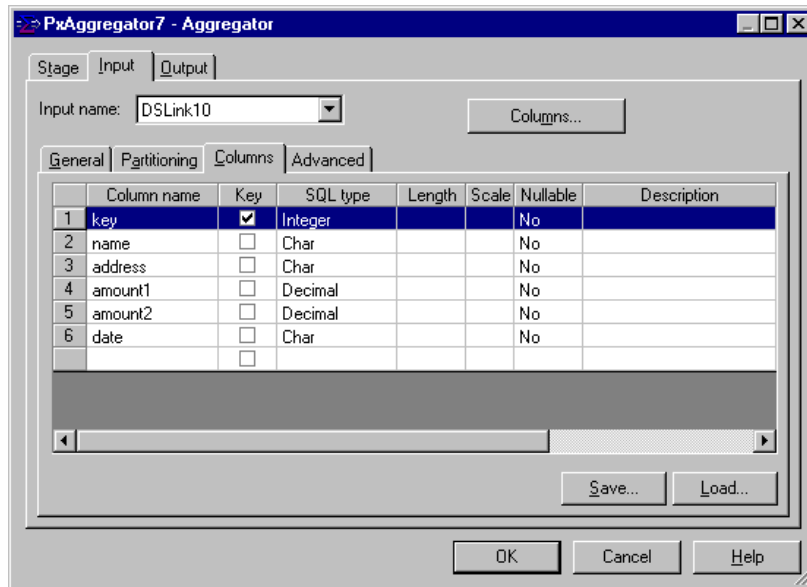 PxAggregator7 - Aggregator
Stage Input Output
Input name: DSLink10 Columns...
General Partitioning Columns Advanced
Column name Key SQL type Length Scale Nullable Description
1 key Integer No
2 name Char No
3 address Char No
4 amount1 Decimal No
5 amount2 Decimal No
6 date Char No
Save... Load...
OK Cancel Help